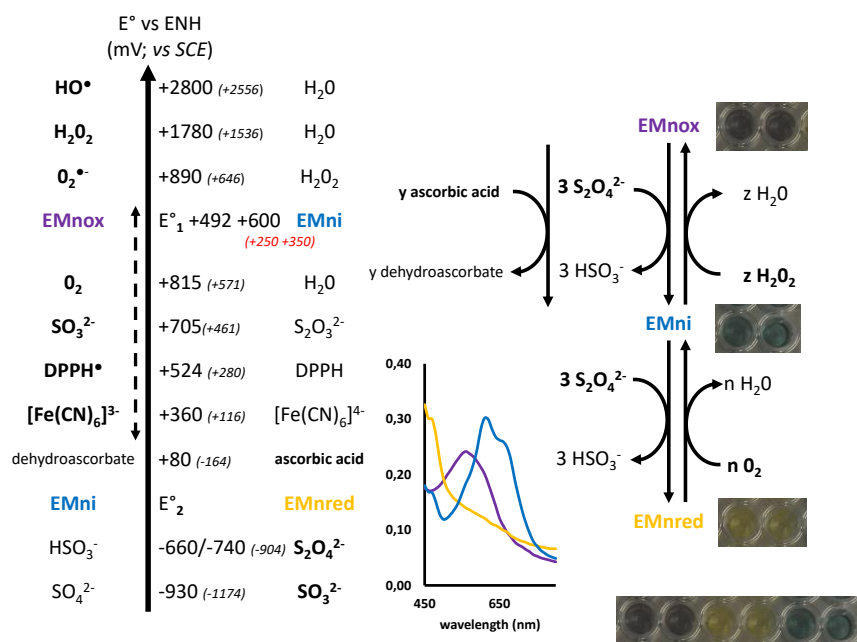 E° vs ENH
(mV; vs SCE)
HO• +2800 (+2556) H₂0
H₂0₂ +1780 (+1536) H₂0
0₂•⁻ +890 (+646) H₂0₂
EMnox E°₁ +492 +600 EMni
(+250 +350)
0₂ +815 (+571) H₂0
SO₃²⁻ +705(+461) S₂O₃²⁻
DPPH• +524 (+280) DPPH
[Fe(CN)₆]³⁻ +360 (+116) [Fe(CN)₆]⁴⁻
dehydroascorbate +80 (-164) ascorbic acid
EMni E°₂ EMnred
HSO₃⁻ -660/-740 (-904) S₂O₄²⁻
SO₄²⁻ -930 (-1174) SO₃²⁻
EMnox
y ascorbic acid 3 S₂O₄²⁻ z H₂0
y dehydroascorbate 3 HSO₃⁻ z H₂0₂
EMni
3 S₂O₄²⁻ n H₂0
3 HSO₃⁻ n 0₂
EMnred
0,40
0,30
0,20
0,10
0,00
450 650
wavelength (nm)